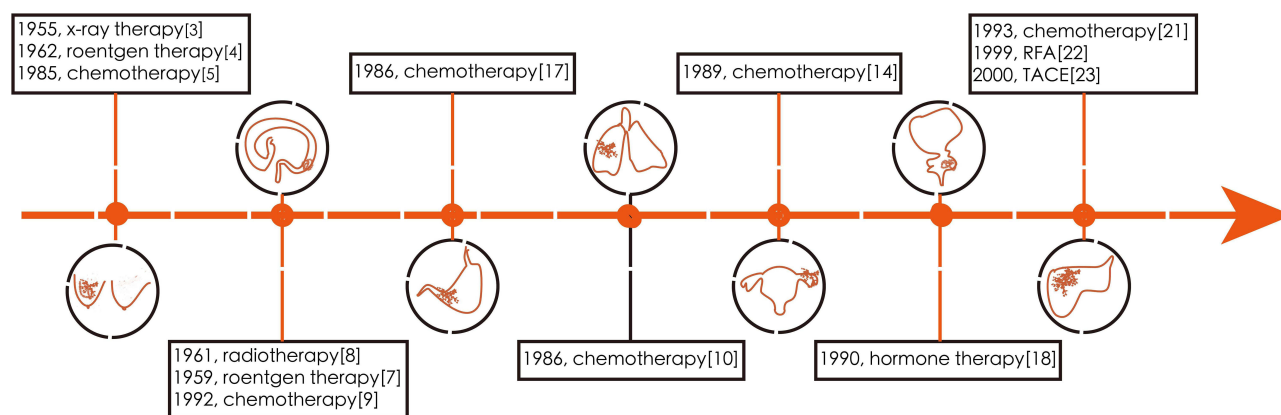 1955, x-ray therapy[3]
1962, roentgen therapy[4]
1985, chemotherapy[5]
1961, radiotherapy[8]
1959, roentgen therapy[7]
1992, chemotherapy[9]
1986, chemotherapy[17]
1986, chemotherapy[10]
1989, chemotherapy[14]
1990, hormone therapy[18]
1993, chemotherapy[21]
1999, RFA[22]
2000, TACE[23]